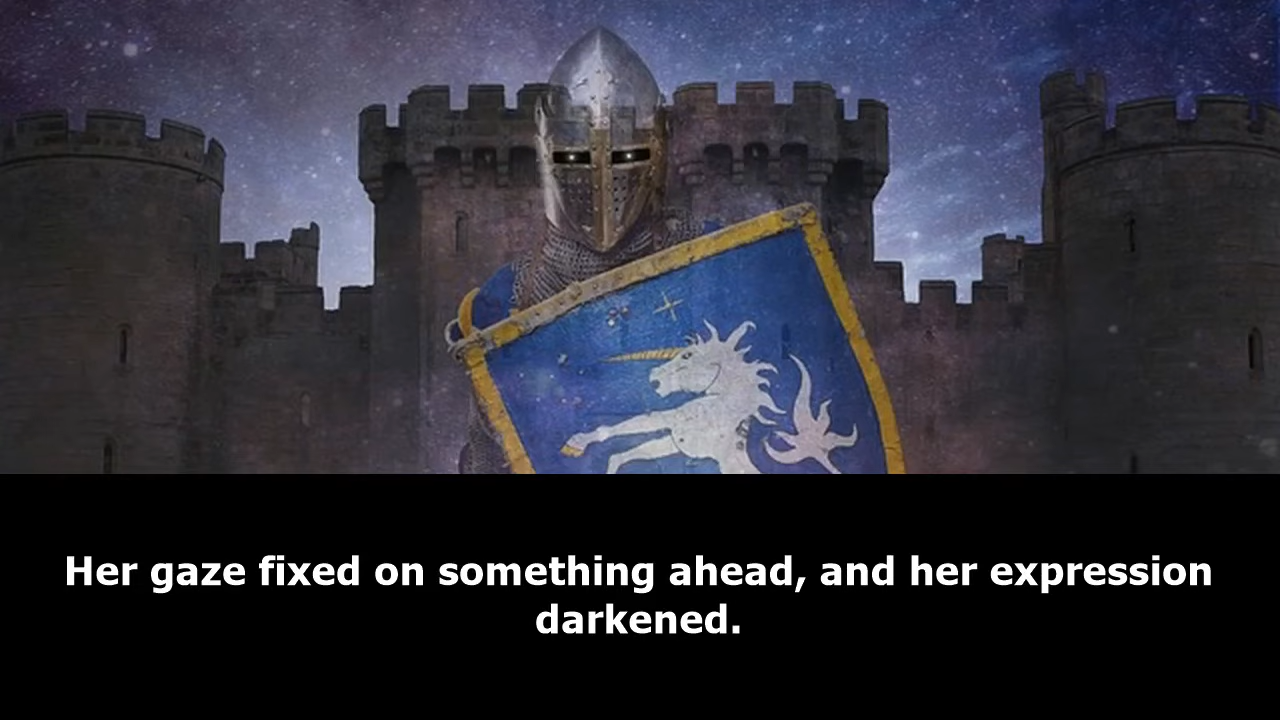 Her gaze fixed on something ahead, and her expression
darkened.